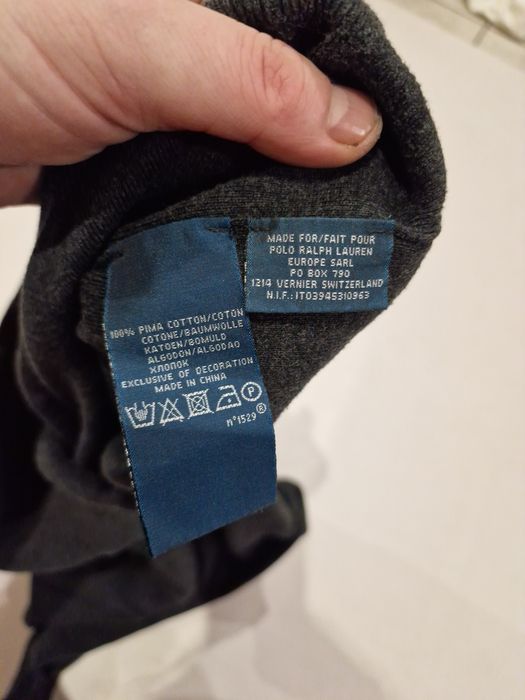 100% PIMA COTTON/COTON
COTONE/BAUMWOLLE
KATOEN/BOMULD
ALGODON/ALGODAO
ХЛОПОК
EXCLUSIVE OF DECORATION
MADE IN CHINA
P
n°1529®
MADE FOR/FAIT POUR
POLO RALPH LAUREN
EUROPE SARL
PO BOX 790
1214 VERNIER SWITZERLAND
N.I.F.:IT03945310963